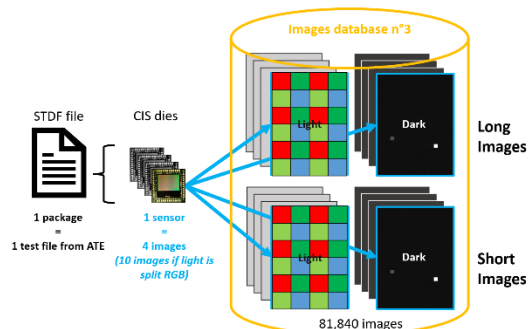 Images database n°3
STDF file
CIS dies
Light
Dark
Long
Images
1 package
=
1 test file from ATE
1 sensor
=
4 images
(10 images if light is
split RGB)
Light
Dark
Short
Images
81,840 images